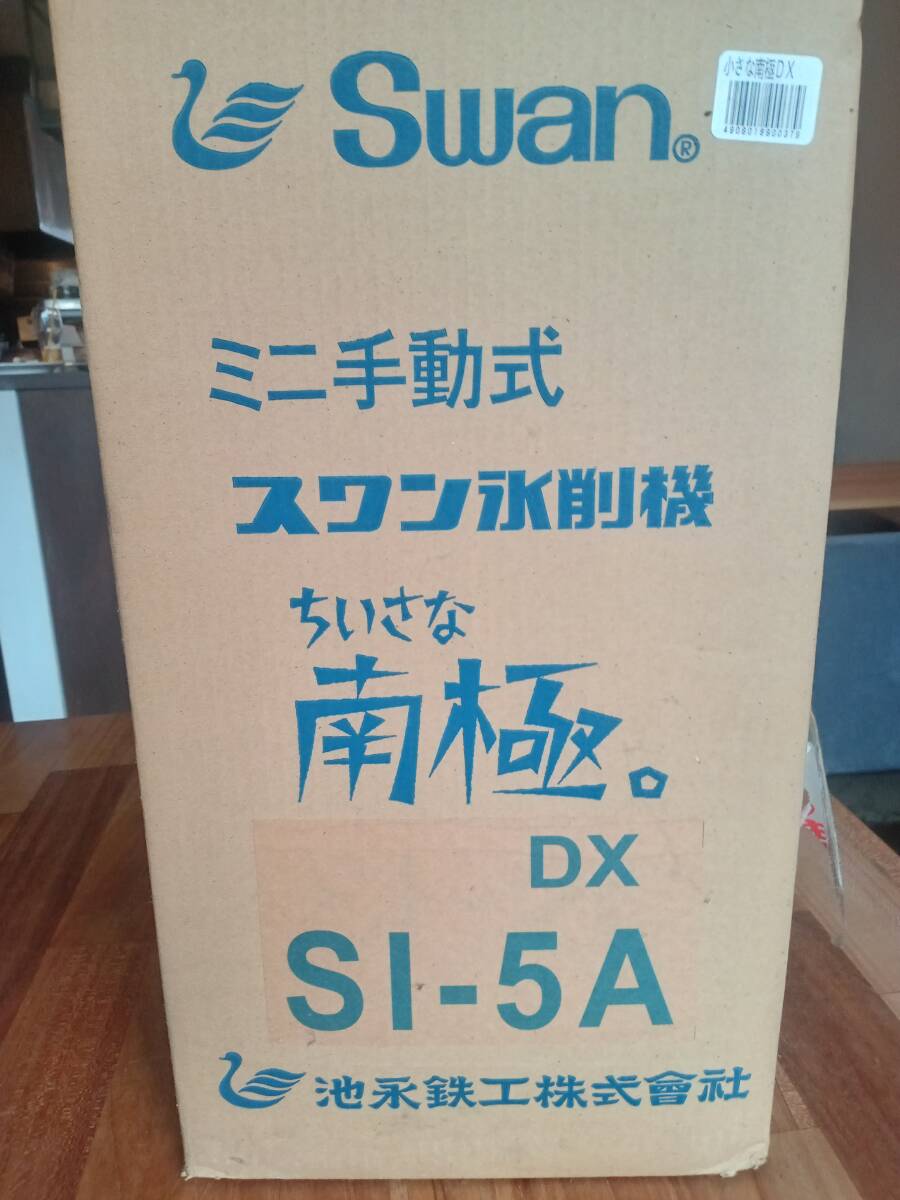 Swan®
小さな南極DX
4908019900379
ミニ手動式
スワン氷削機
ちいさな
南極。
DX
SI-5A
池永鉄工株式會社